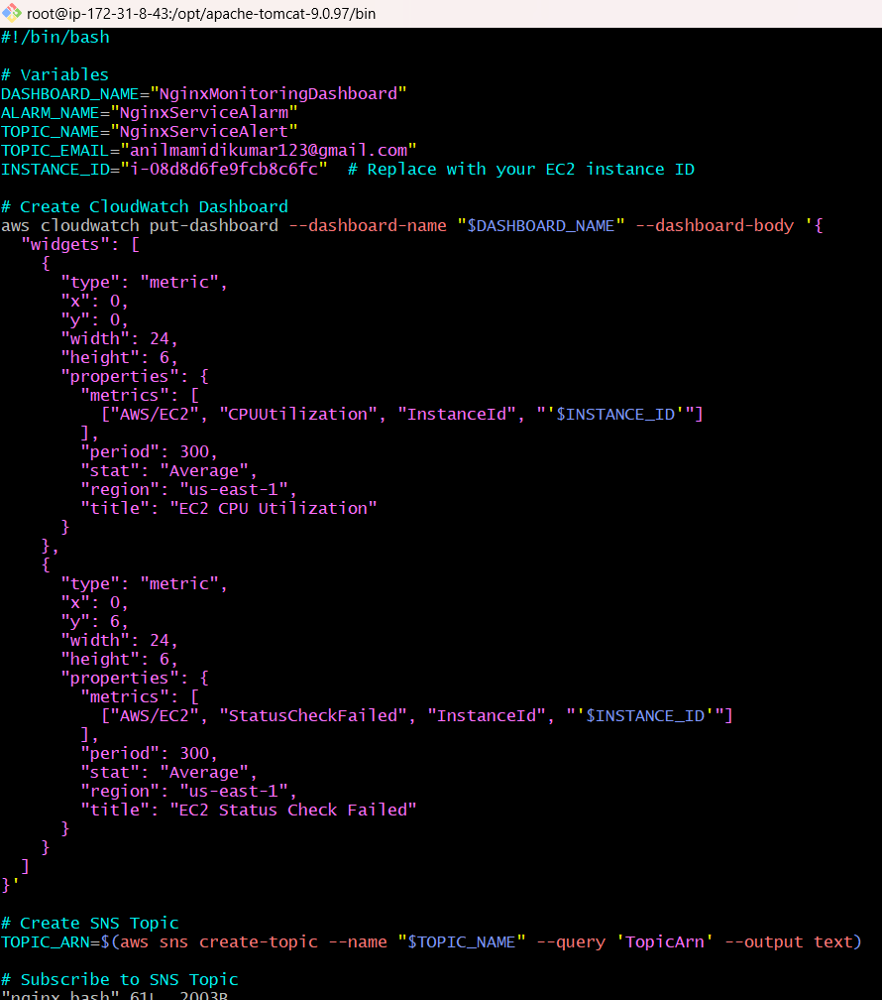 root@ip-172-31-8-43:/opt/apache-tomcat-9.0.97/bin
#!/bin/bash
# Variables
DASHBOARD_NAME="NginxMonitoringDashboard"
ALARM_NAME="NginxServiceAlarm"
TOPIC_NAME="NginxServiceAlert"
TOPIC_EMAIL="anilmamidikumar123@gmail.com"
INSTANCE_ID="i-08d8d6fe9fcb8c6fc"  # Replace with your EC2 instance ID
# Create CloudWatch Dashboard
aws cloudwatch put-dashboard --dashboard-name "$DASHBOARD_NAME" --dashboard-body '{
  "widgets": [
    {
      "type": "metric",
      "x": 0,
      "y": 0,
      "width": 24,
      "height": 6,
      "properties": {
        "metrics": [
          ["AWS/EC2", "CPUUtilization", "InstanceId", "'$INSTANCE_ID'"]
        ],
        "period": 300,
        "stat": "Average",
        "region": "us-east-1",
        "title": "EC2 CPU Utilization"
      }
    },
    {
      "type": "metric",
      "x": 0,
      "y": 6,
      "width": 24,
      "height": 6,
      "properties": {
        "metrics": [
          ["AWS/EC2", "StatusCheckFailed", "InstanceId", "'$INSTANCE_ID'"]
        ],
        "period": 300,
        "stat": "Average",
        "region": "us-east-1",
        "title": "EC2 Status Check Failed"
      }
    }
  ]
}'
# Create SNS Topic
TOPIC_ARN=$(aws sns create-topic --name "$TOPIC_NAME" --query 'TopicArn' --output text)
# Subscribe to SNS Topic
"nginx.bash" 61L, 2003B